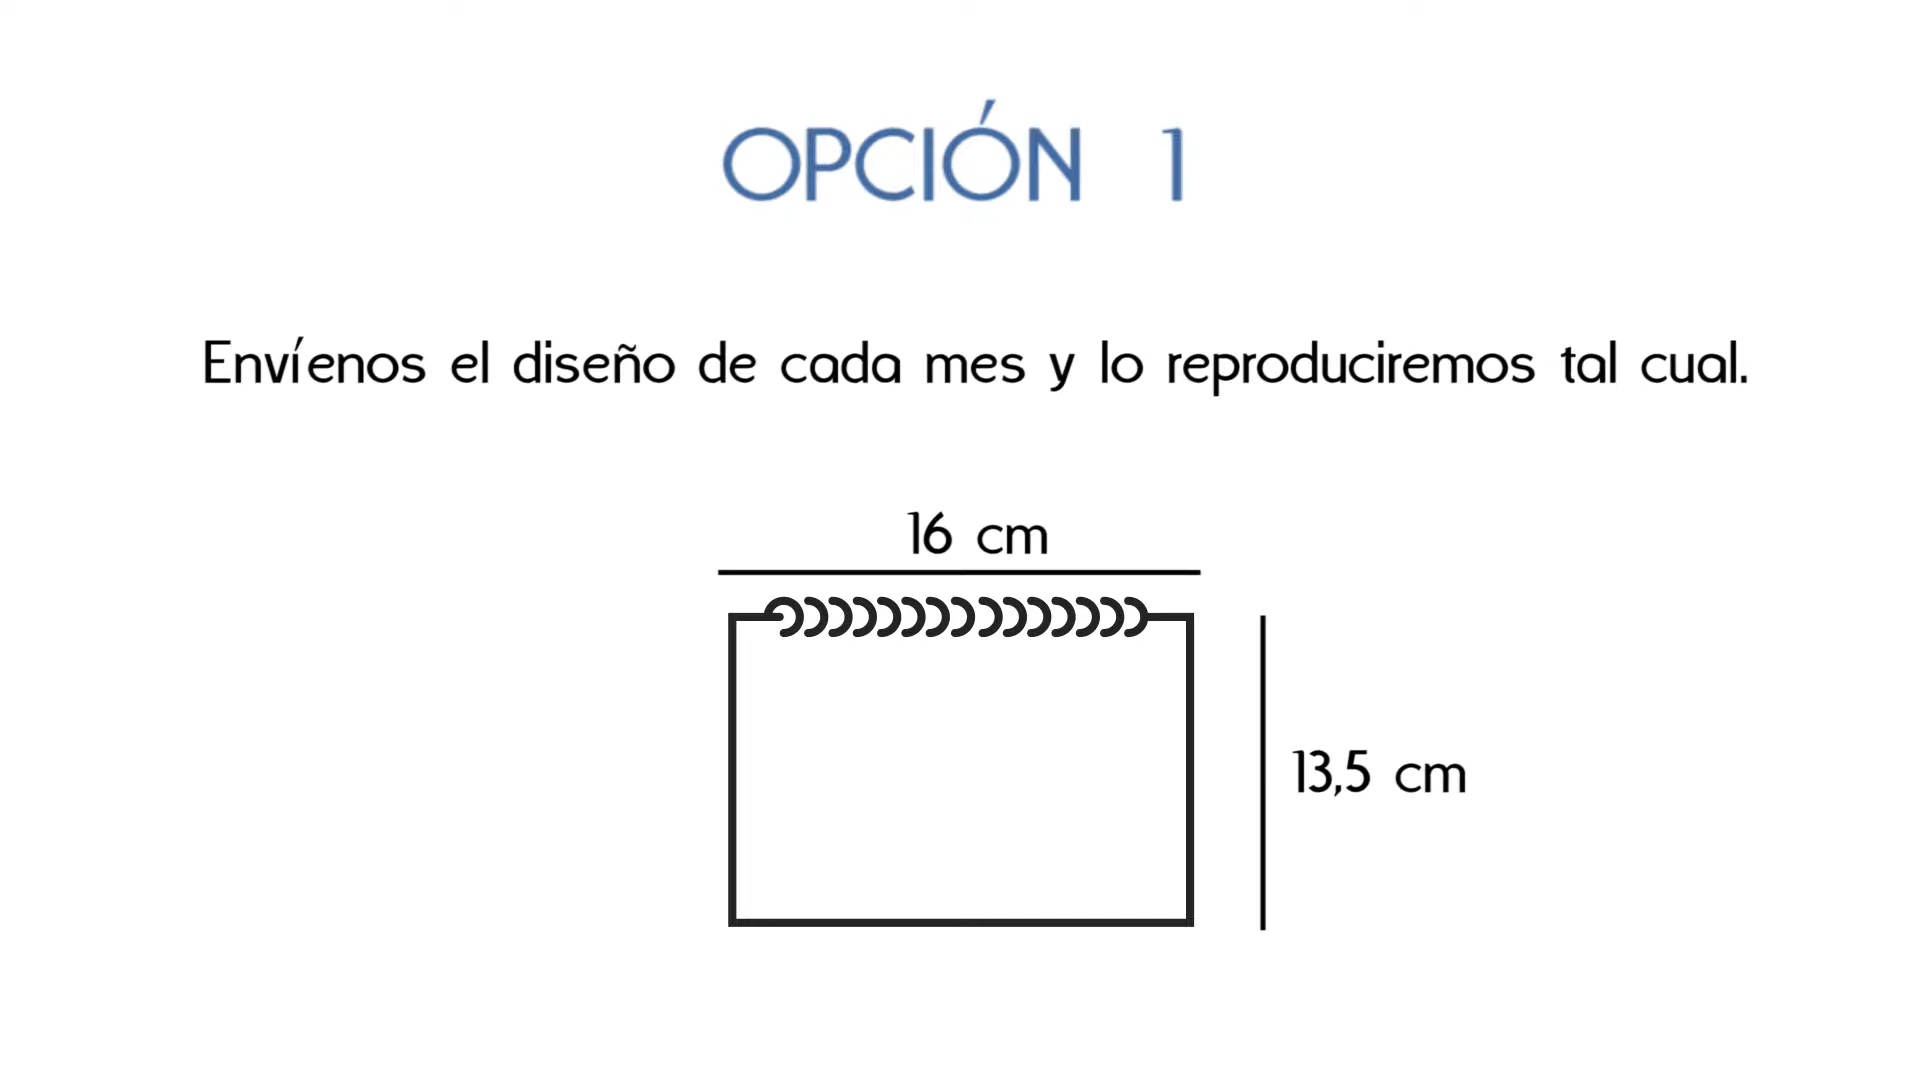 OPCIÓN 1
Envíenos el diseño de cada mes y lo reproduciremos tal cual.
16 cm
13,5 cm